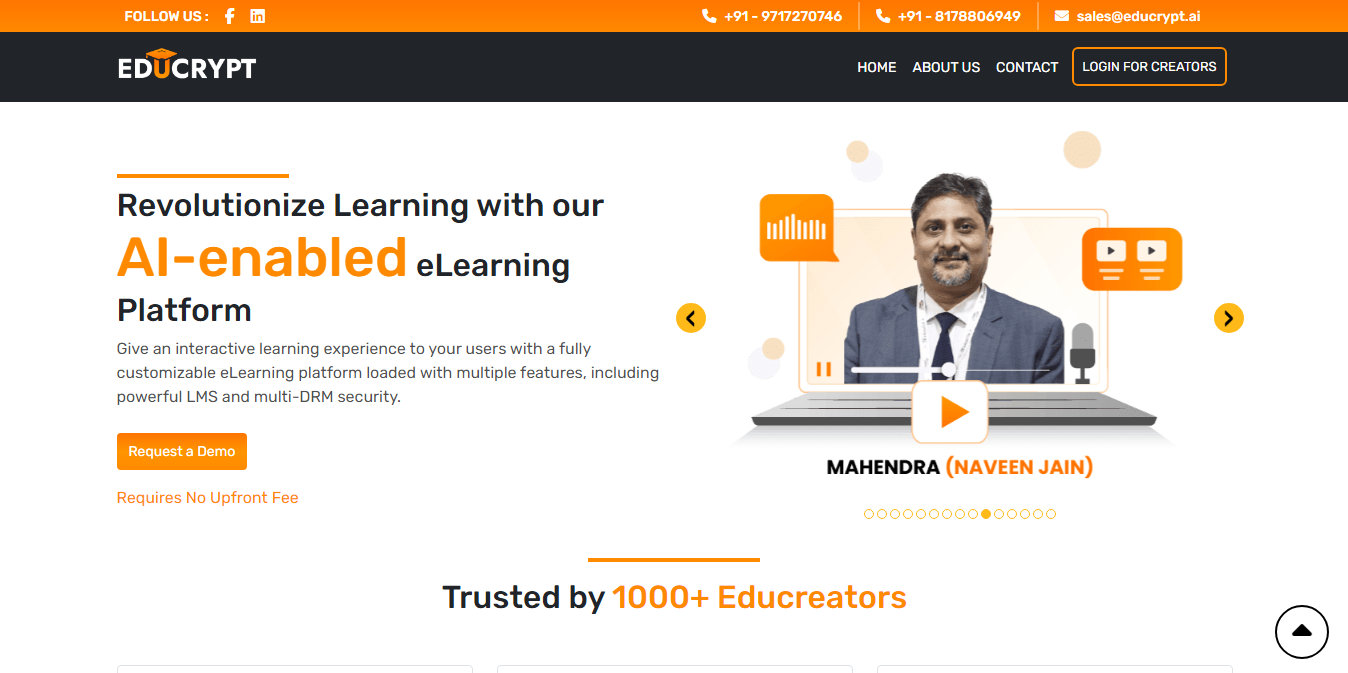 FOLLOW US :
+91 - 9717270746
+91 - 8178806949
sales@educrypt.ai
EDUCRYPT
HOME
ABOUT US
CONTACT
LOGIN FOR CREATORS
Revolutionize Learning with our
AI-enabled eLearning
Platform
Give an interactive learning experience to your users with a fully
customizable eLearning platform loaded with multiple features, including
powerful LMS and multi-DRM security.
Request a Demo
Requires No Upfront Fee
MAHENDRA (NAVEEN JAIN)
Trusted by 1000+ Educreators